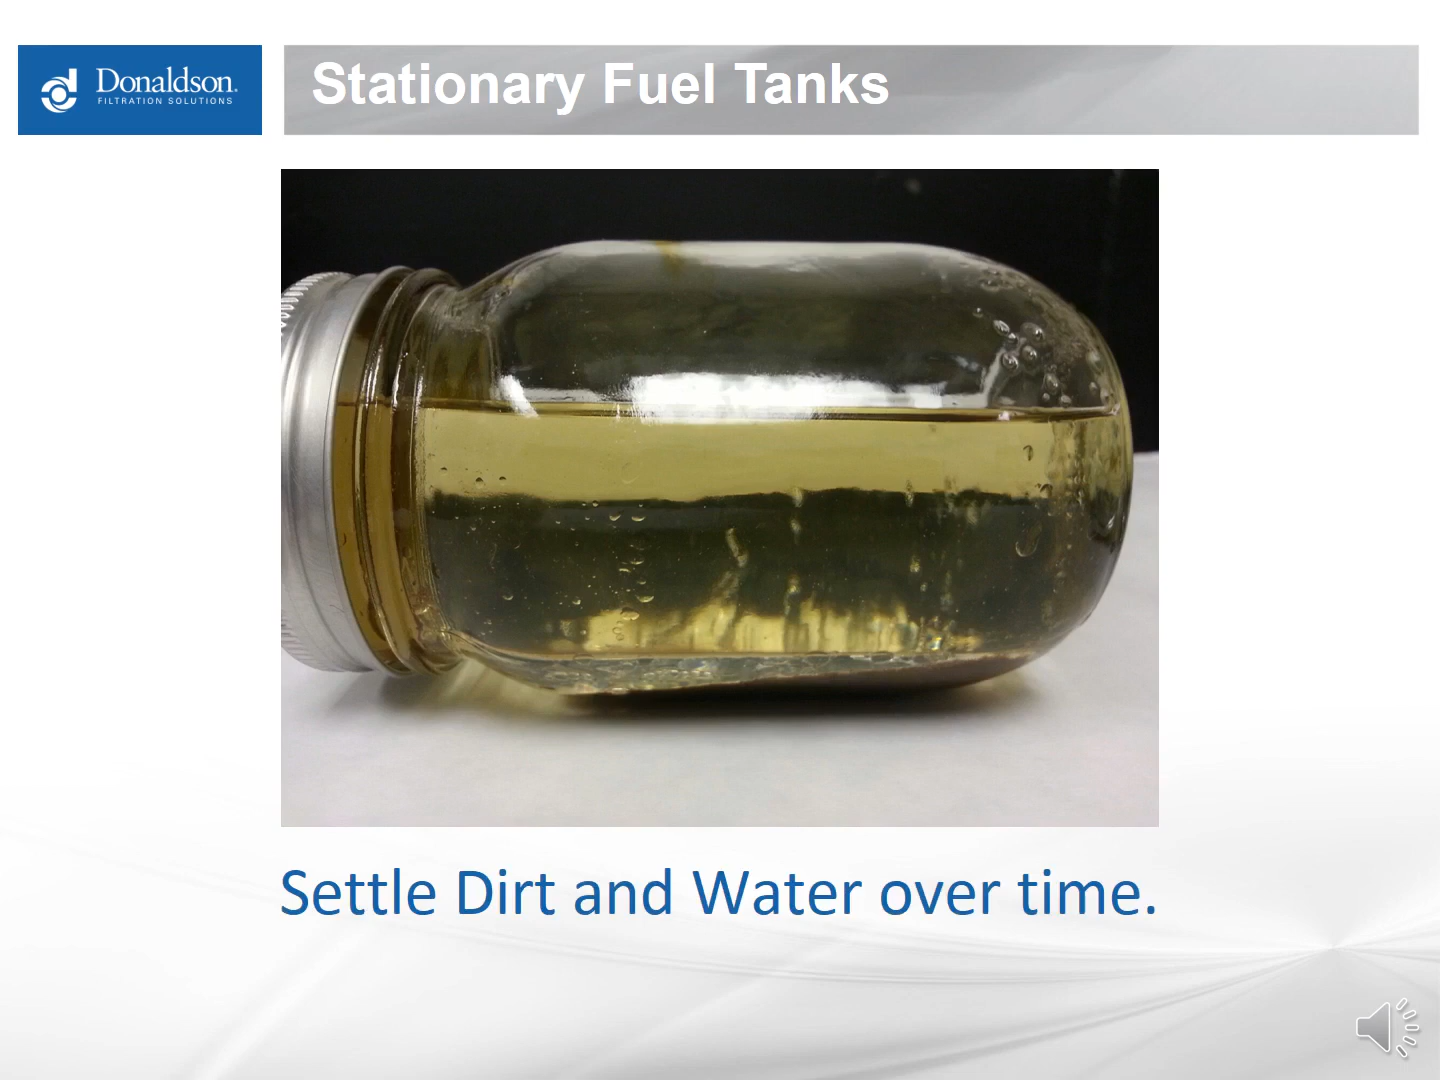 Donaldson.
FILTRATION SOLUTIONS
Stationary Fuel Tanks
Settle Dirt and Water over time.